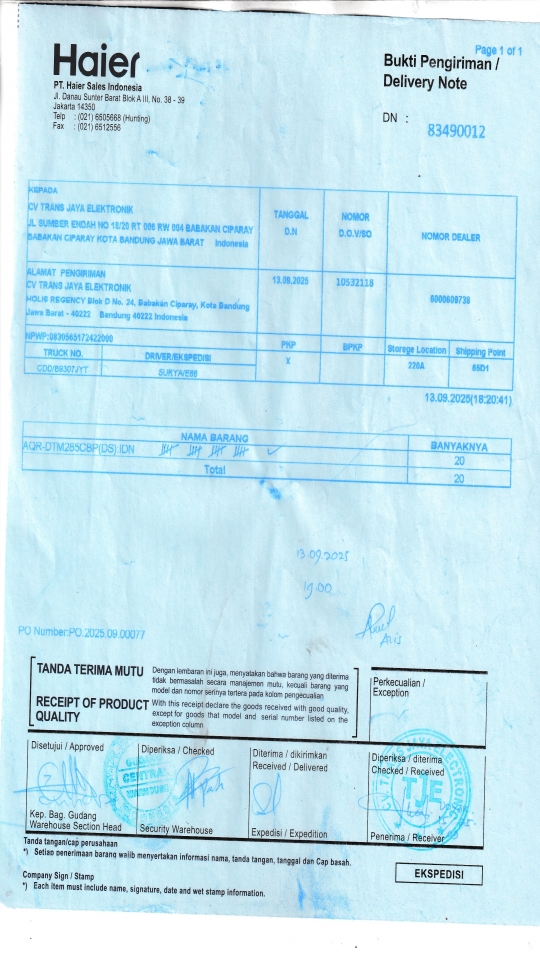 Haier
PT. Haier Sales Indonesia
Jl. Danau Sunter Barat Blok A III, No. 38 - 39
Jakarta 14350
Telp : (021) 6505668 (Hunting)
Fax : (021) 6512556
Page 1 of 1
Bukti Pengiriman /
Delivery Note
DN : 83490012
KEPADA
CV TRANS JAYA ELEKTRONIK
JL SUMBER ENDAH NO 18/20 RT 006 RW 004 BABAKAN CIPARAY
BABAKAN CIPARAY KOTA BANDUNG JAWA BARAT Indonesia
TANGGAL
D.N
NOMOR
D.O.V/SO
NOMOR DEALER
ALAMAT PENGIRIMAN
CV TRANS JAYA ELEKTRONIK
HOLIS REGENCY Blok D No. 24, Babakan Ciparay, Kota Bandung
Jawa Barat - 40222 Bandung 40222 Indonesia
13.09.2025
10532118
NPWP:0830565172422000
PKP
BPKP
Storage Location
Shipping Point
TRUCK NO.
DRIVER/EKSPEDISI
X
220A
65D1
13.09.2025(18:20:41)
NAMA BARANG
BANYAKNYA
AQR-DTM285CBP(DS) IDN
20
Total
20
13.09.2025
19.00
Aris
PO Number:PO.2025.09.00077
TANDA TERIMA MUTU
Dengan lembaran ini juga, menyatakan bahwa barang yang diterima
tidak bermasalah secara manajemen mutu, kecuali barang yang
model dan nomor serinya tertera pada kolom pengecualian
RECEIPT OF PRODUCT
QUALITY
With this receipt declare the goods received with good quality,
except for goods that model and serial number listed on the
exception column
Perkecualian /
Exception
Disetujui / Approved
Diperiksa / Checked
Diterima / dikirimkan
Received / Delivered
Diperiksa / diterima
Checked / Received
CENTRAL
TJE
Kep. Bag. Gudang
Warehouse Section Head
Security Warehouse
Expedisi / Expedition
Penerima / Receiver
Tanda tangan/cap perusahaan
*) Setiap penerimaan barang wajib menyertakan informasi nama, tanda tangan, tanggal dan Cap basah.
Company Sign / Stamp
*) Each item must include name, signature, date and wet stamp information.
EKSPEDISI